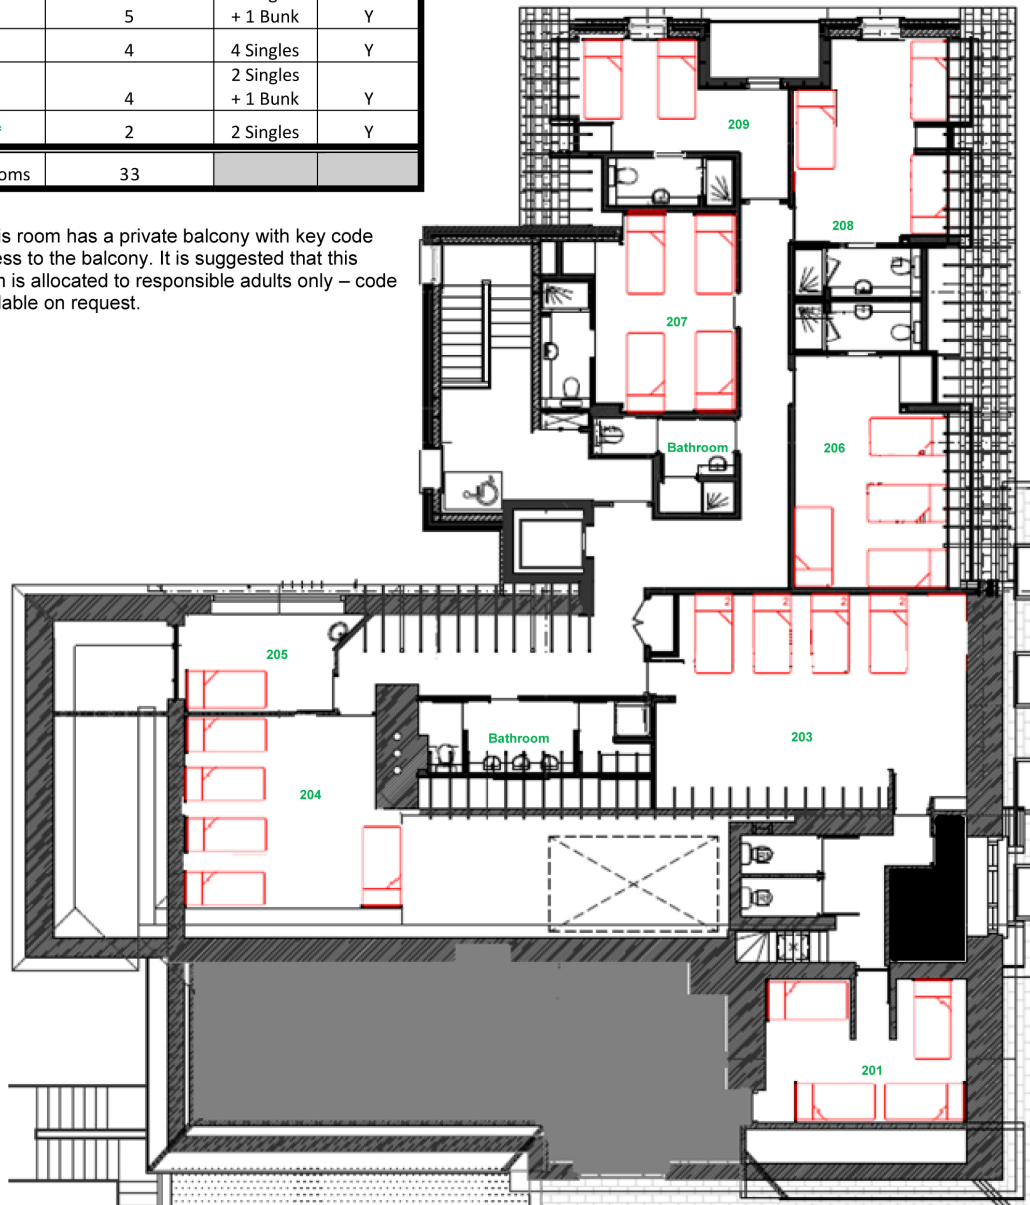 5 + 1 Bunk Y
4 4 Singles Y
2 Singles
4 + 1 Bunk Y
2 2 Singles Y
oms 33
is room has a private balcony with key code
ess to the balcony. It is suggested that this
n is allocated to responsible adults only – code
lable on request.
209
208
207
Bathroom
206
205
203
Bathroom
204
201